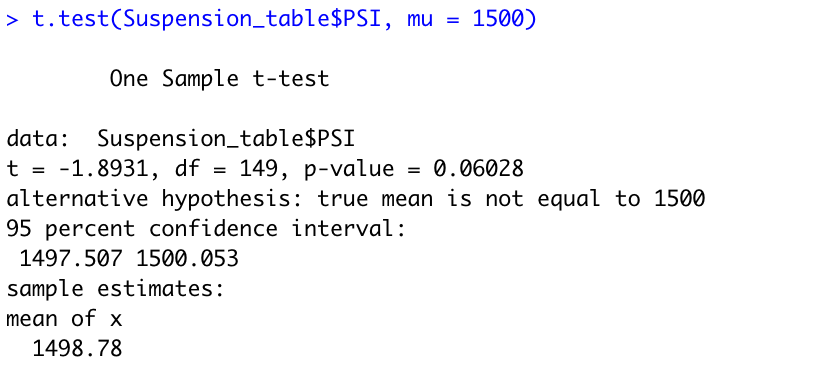 > t.test(Suspension_table$PSI, mu = 1500)
One Sample t-test
data:  Suspension_table$PSI
t = -1.8931, df = 149, p-value = 0.06028
alternative hypothesis: true mean is not equal to 1500
95 percent confidence interval:
1497.507 1500.053
sample estimates:
mean of x
1498.78